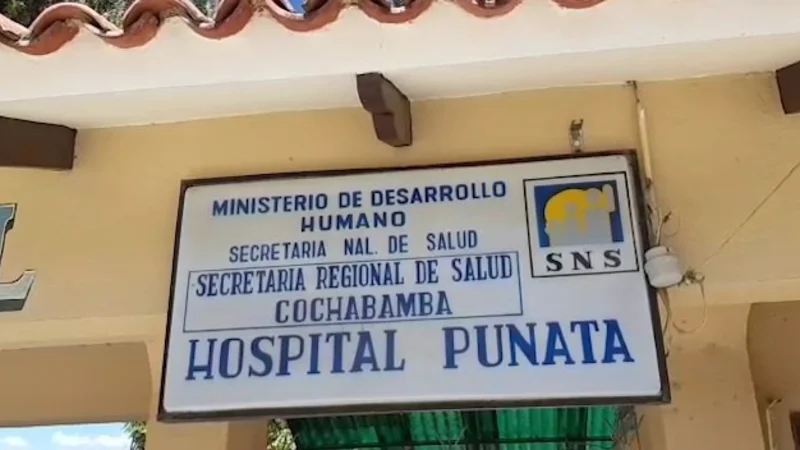 MINISTERIO DE DESARROLLO
HUMANO
SECRETARIA NAL. DE SALUD
SECRETARIA REGIONAL DE SALUD
COCHABAMBA
HOSPITAL PUNATA
SNS
L